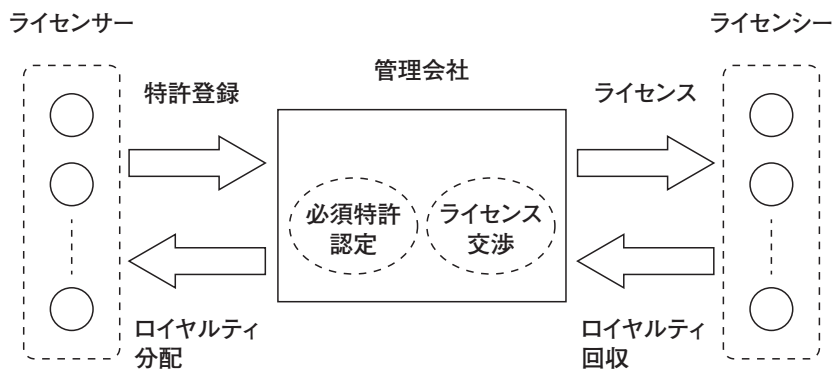 ライセンサー
ライセンシー
管理会社
特許登録
ライセンス
必須特許
認定
ライセンス
交渉
ロイヤルティ
分配
ロイヤルティ
回収